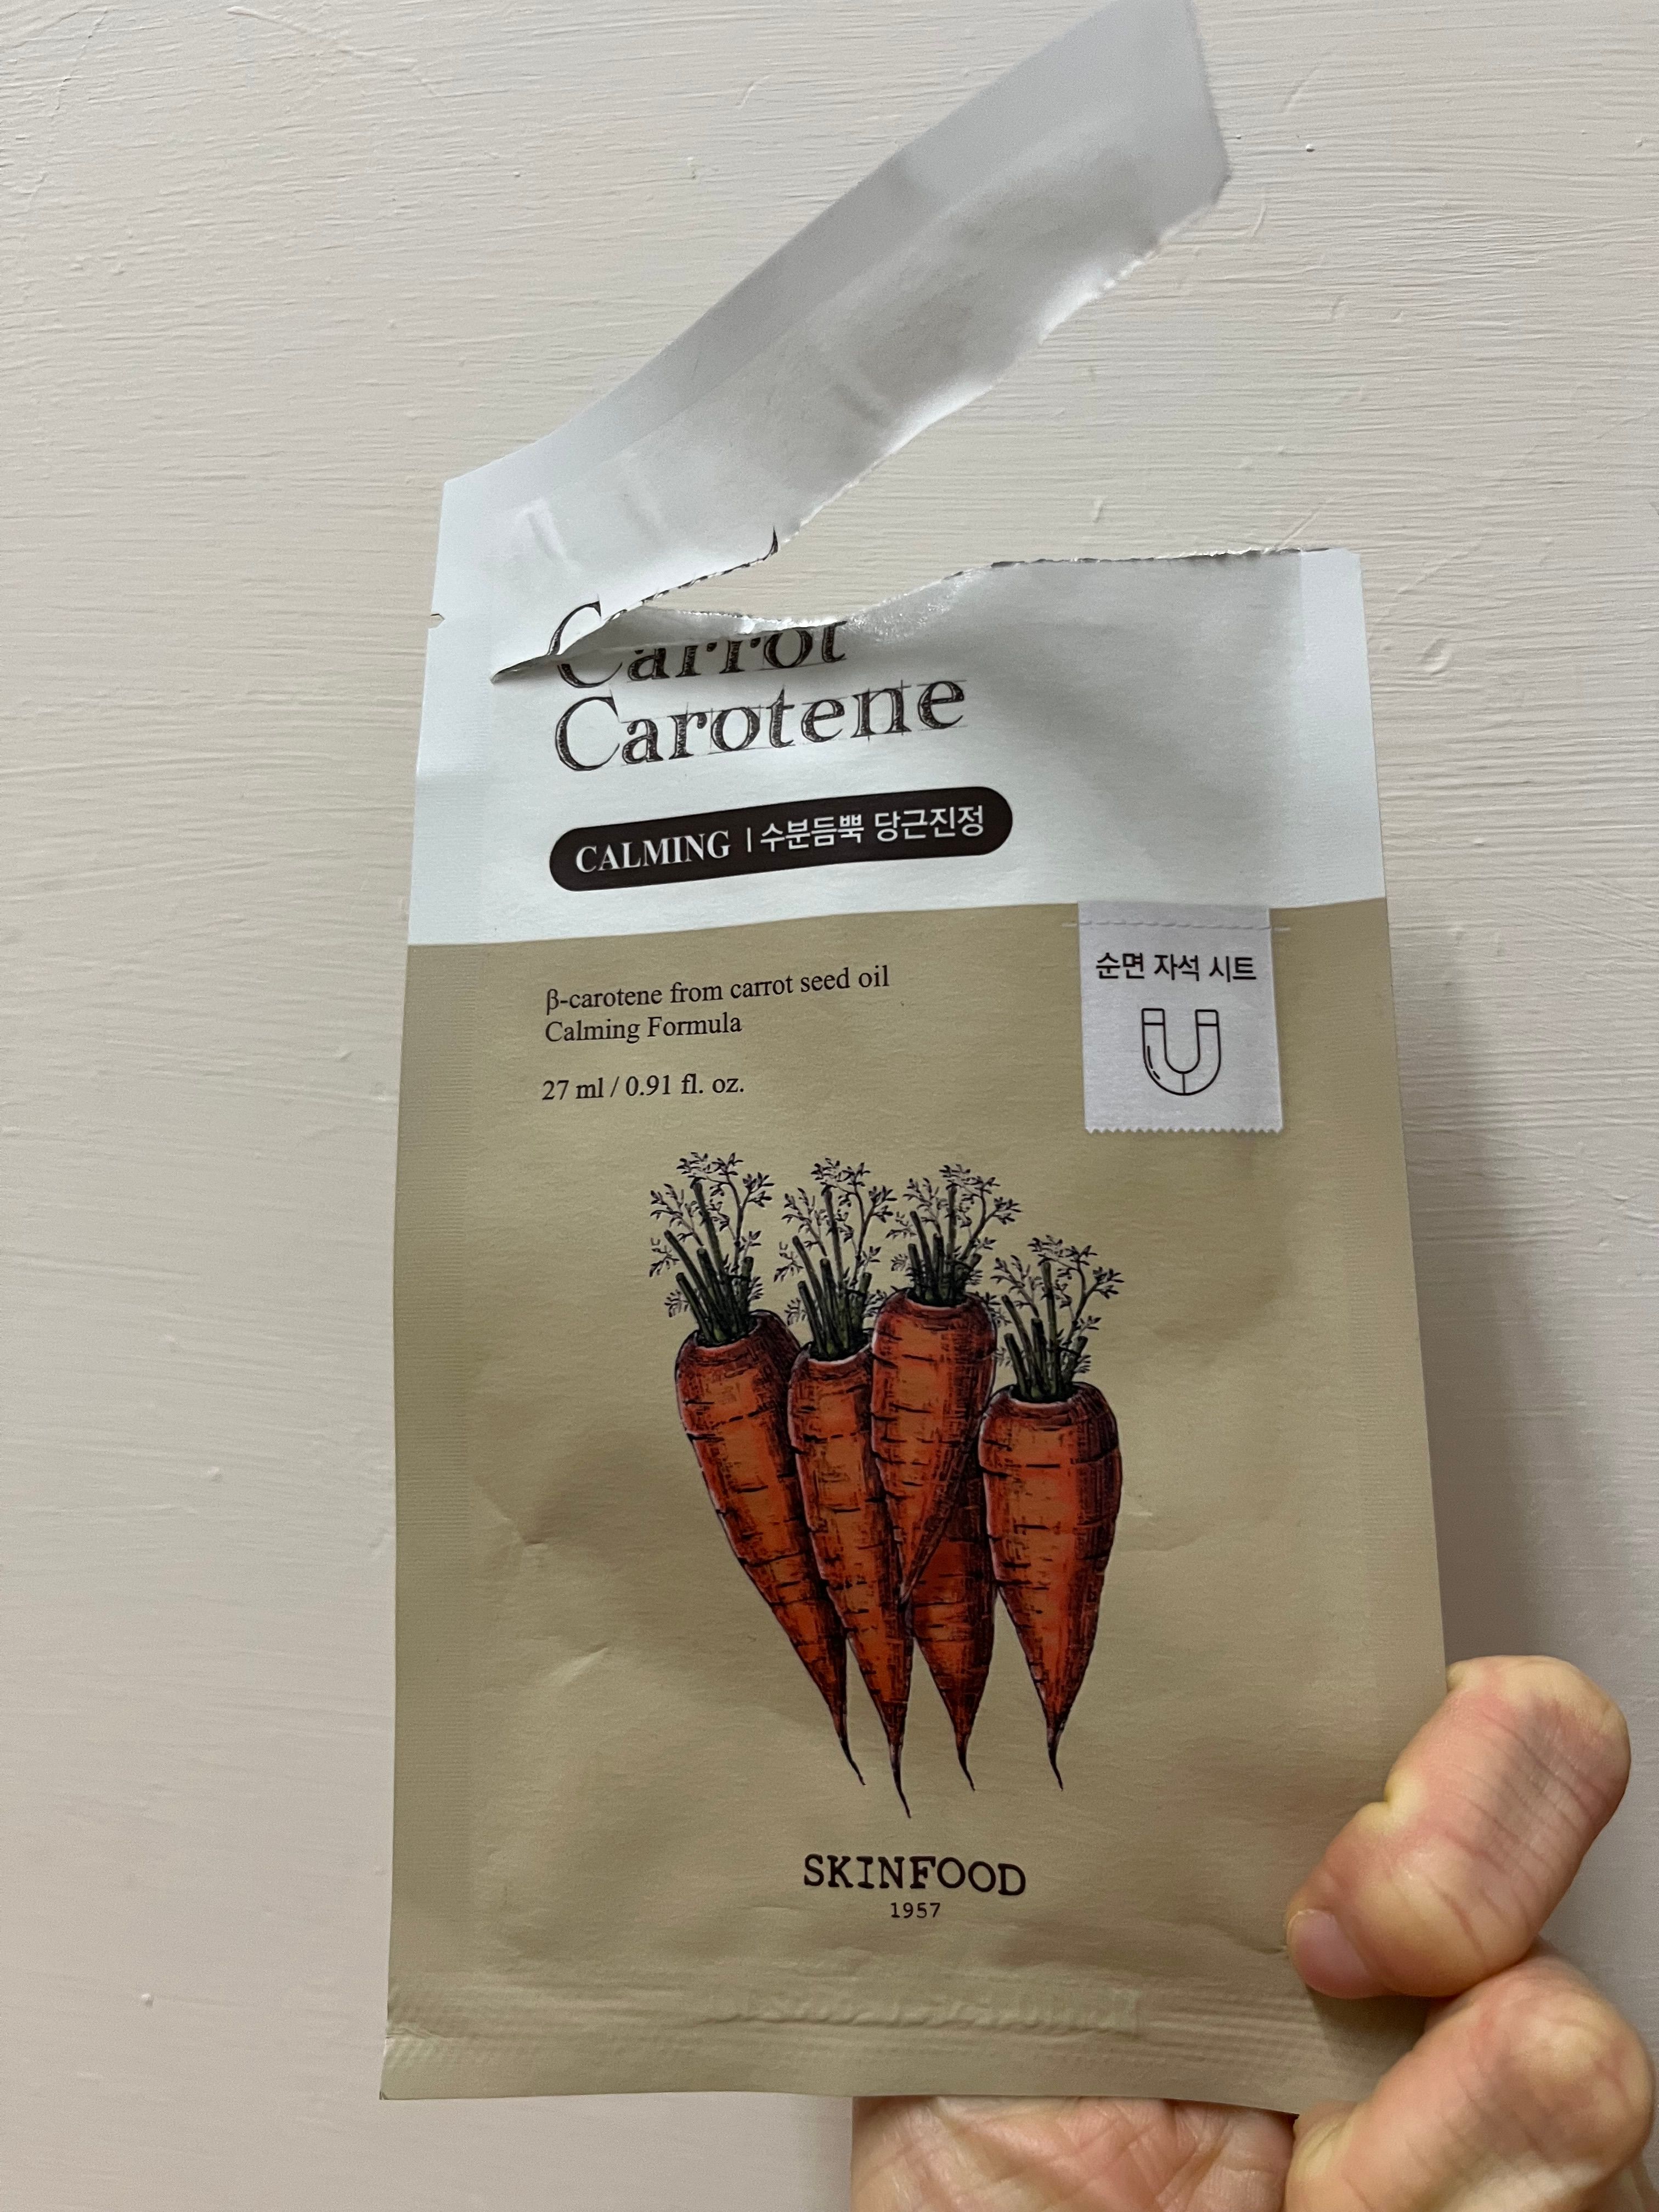 Carrot
Carotene
CALMING | 수분듬뿍 당근진정
순면 자석 시트
β-carotene from carrot seed oil
Calming Formula
27 ml / 0.91 fl. oz.
SKINFOOD
1957